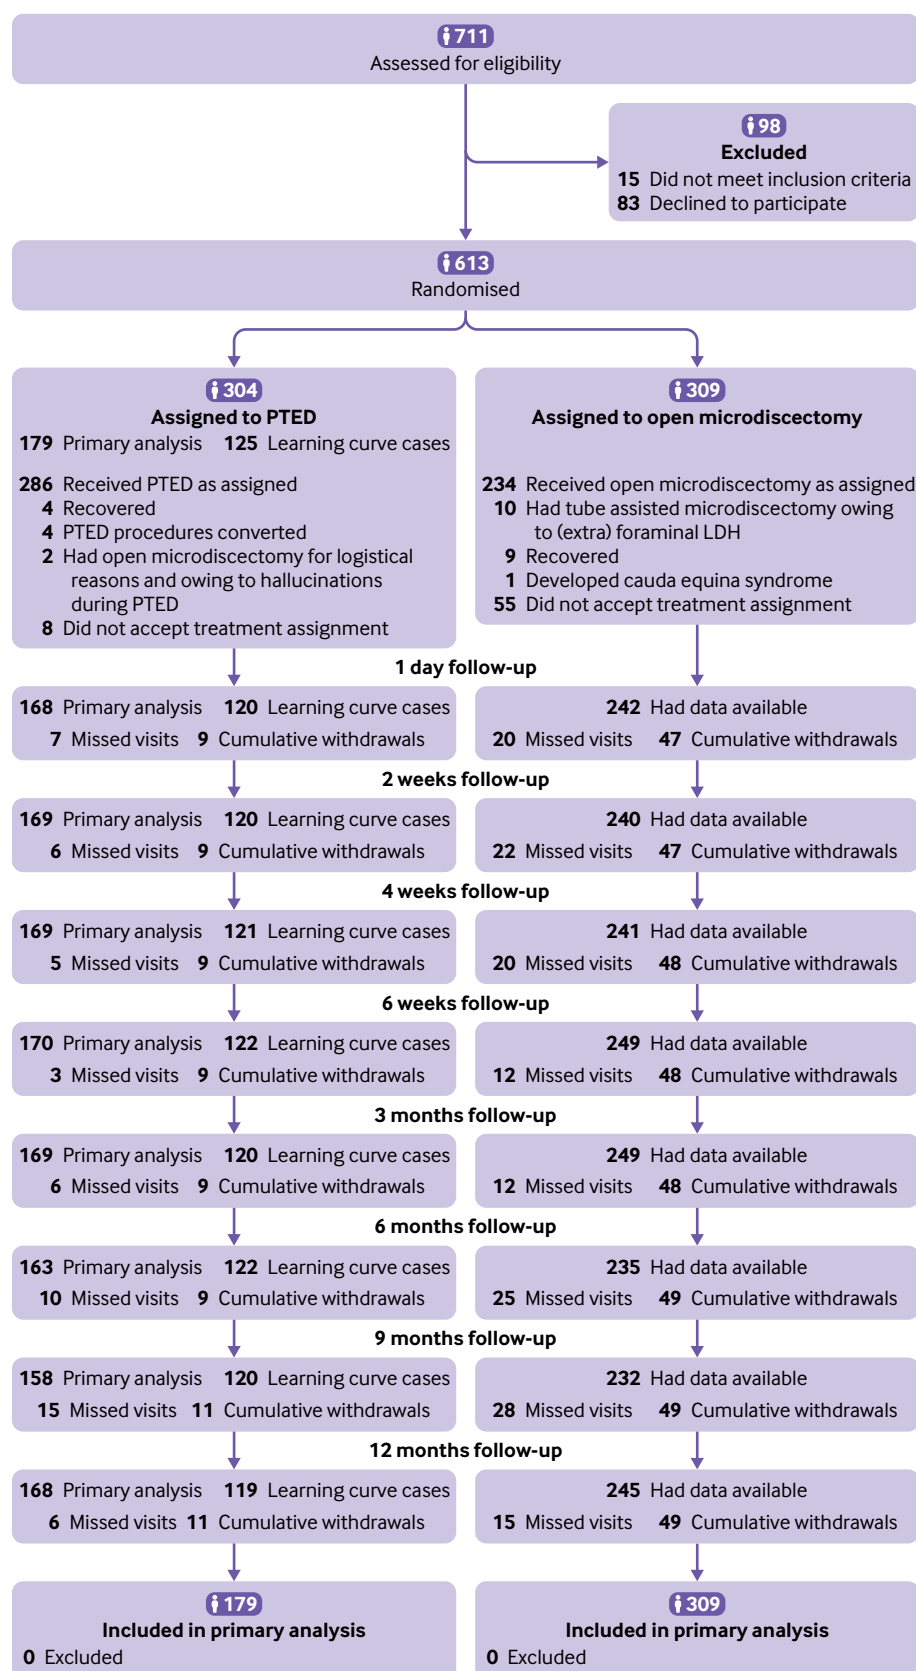 711
Assessed for eligibility
98
Excluded
15 Did not meet inclusion criteria
83 Declined to participate
613
Randomised
304
Assigned to PTED
179 Primary analysis 125 Learning curve cases
286 Received PTED as assigned
4 Recovered
4 PTED procedures converted
2 Had open microdiscectomy for logistical
reasons and owing to hallucinations
during PTED
8 Did not accept treatment assignment
309
Assigned to open microdiscectomy
234 Received open microdiscectomy as assigned
10 Had tube assisted microdiscectomy owing
to (extra) foraminal LDH
9 Recovered
1 Developed cauda equina syndrome
55 Did not accept treatment assignment
1 day follow-up
168 Primary analysis 120 Learning curve cases
7 Missed visits 9 Cumulative withdrawals
242 Had data available
20 Missed visits 47 Cumulative withdrawals
2 weeks follow-up
169 Primary analysis 120 Learning curve cases
6 Missed visits 9 Cumulative withdrawals
240 Had data available
22 Missed visits 47 Cumulative withdrawals
4 weeks follow-up
169 Primary analysis 121 Learning curve cases
5 Missed visits 9 Cumulative withdrawals
241 Had data available
20 Missed visits 48 Cumulative withdrawals
6 weeks follow-up
170 Primary analysis 122 Learning curve cases
3 Missed visits 9 Cumulative withdrawals
249 Had data available
12 Missed visits 48 Cumulative withdrawals
3 months follow-up
169 Primary analysis 120 Learning curve cases
6 Missed visits 9 Cumulative withdrawals
249 Had data available
12 Missed visits 48 Cumulative withdrawals
6 months follow-up
163 Primary analysis 122 Learning curve cases
10 Missed visits 9 Cumulative withdrawals
235 Had data available
25 Missed visits 49 Cumulative withdrawals
9 months follow-up
158 Primary analysis 120 Learning curve cases
15 Missed visits 11 Cumulative withdrawals
232 Had data available
28 Missed visits 49 Cumulative withdrawals
12 months follow-up
168 Primary analysis 119 Learning curve cases
6 Missed visits 11 Cumulative withdrawals
245 Had data available
15 Missed visits 49 Cumulative withdrawals
179
Included in primary analysis
0 Excluded
309
Included in primary analysis
0 Excluded